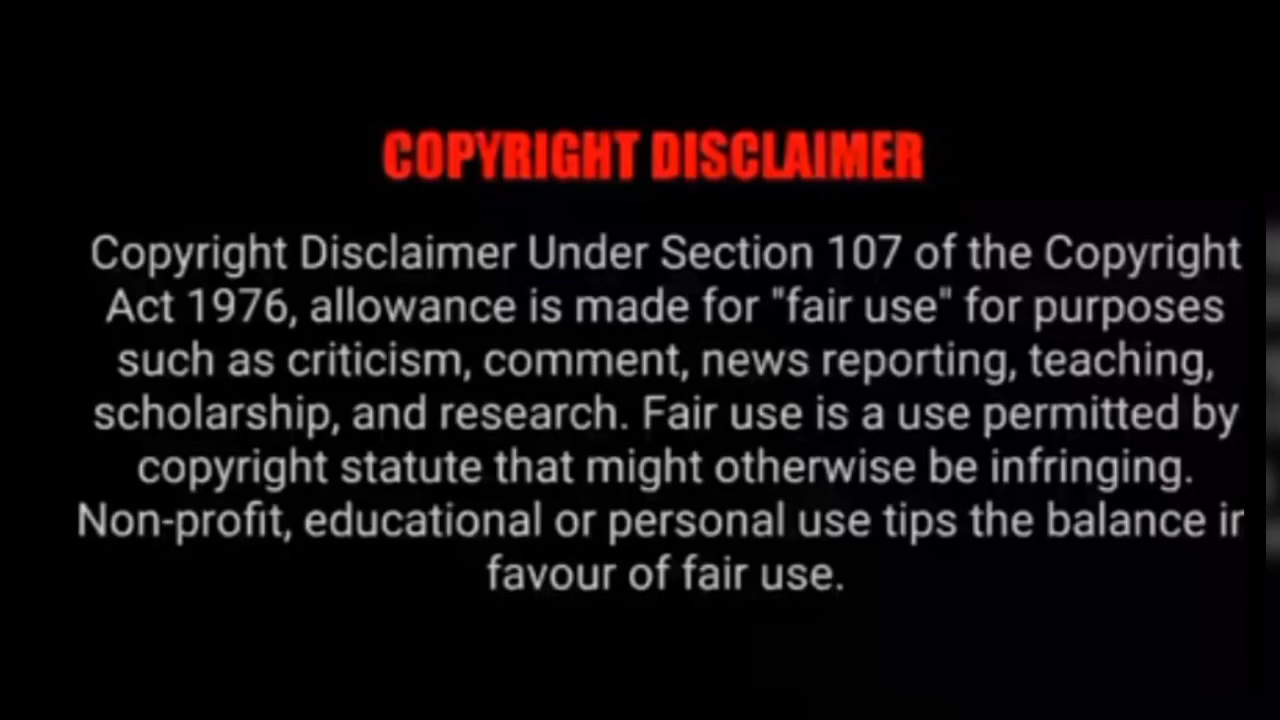 COPYRIGHT DISCLAIMER
Copyright Disclaimer Under Section 107 of the Copyright
Act 1976, allowance is made for "fair use" for purposes
such as criticism, comment, news reporting, teaching,
scholarship, and research. Fair use is a use permitted by
copyright statute that might otherwise be infringing.
Non-profit, educational or personal use tips the balance in
favour of fair use.